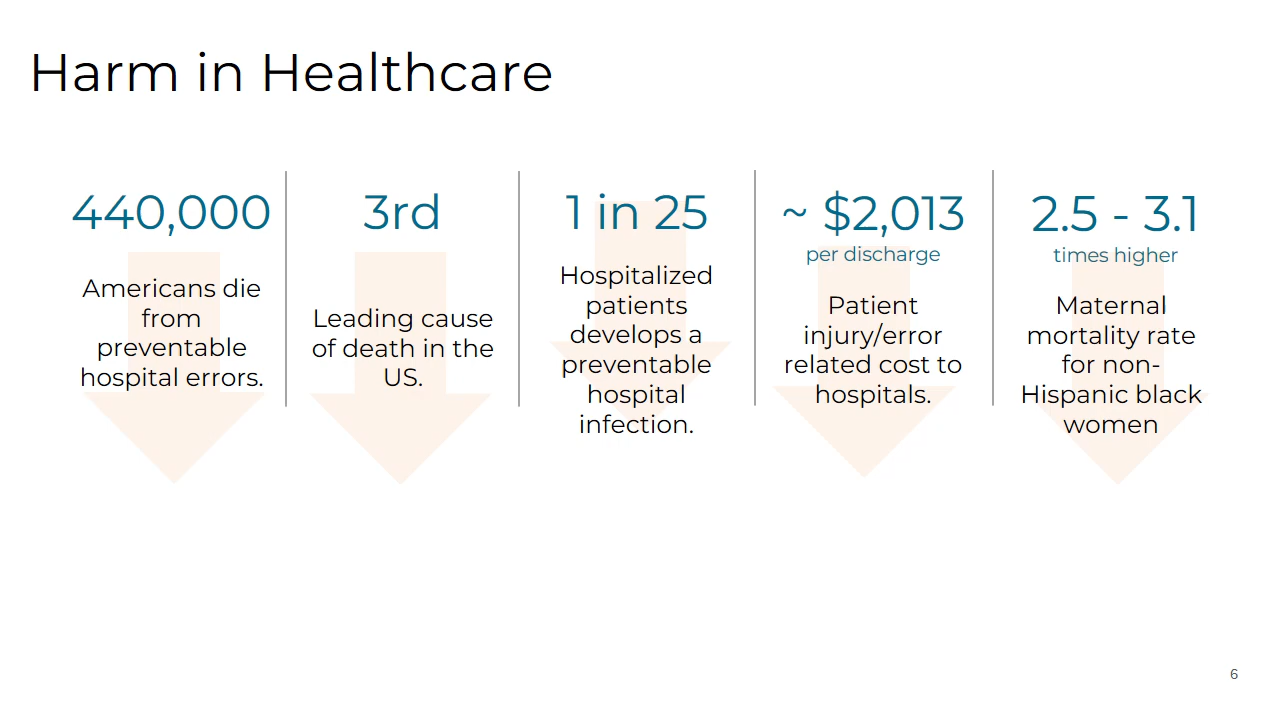 Harm in Healthcare
440,000
Americans die
from
preventable
hospital errors.
3rd
Leading cause
of death in the
US.
1 in 25
Hospitalized
patients
develops a
preventable
hospital
infection.
~ $2,013
per discharge
Patient
injury/error
related cost to
hospitals.
2.5 - 3.1
times higher
Maternal
mortality rate
for non-
Hispanic black
women
6